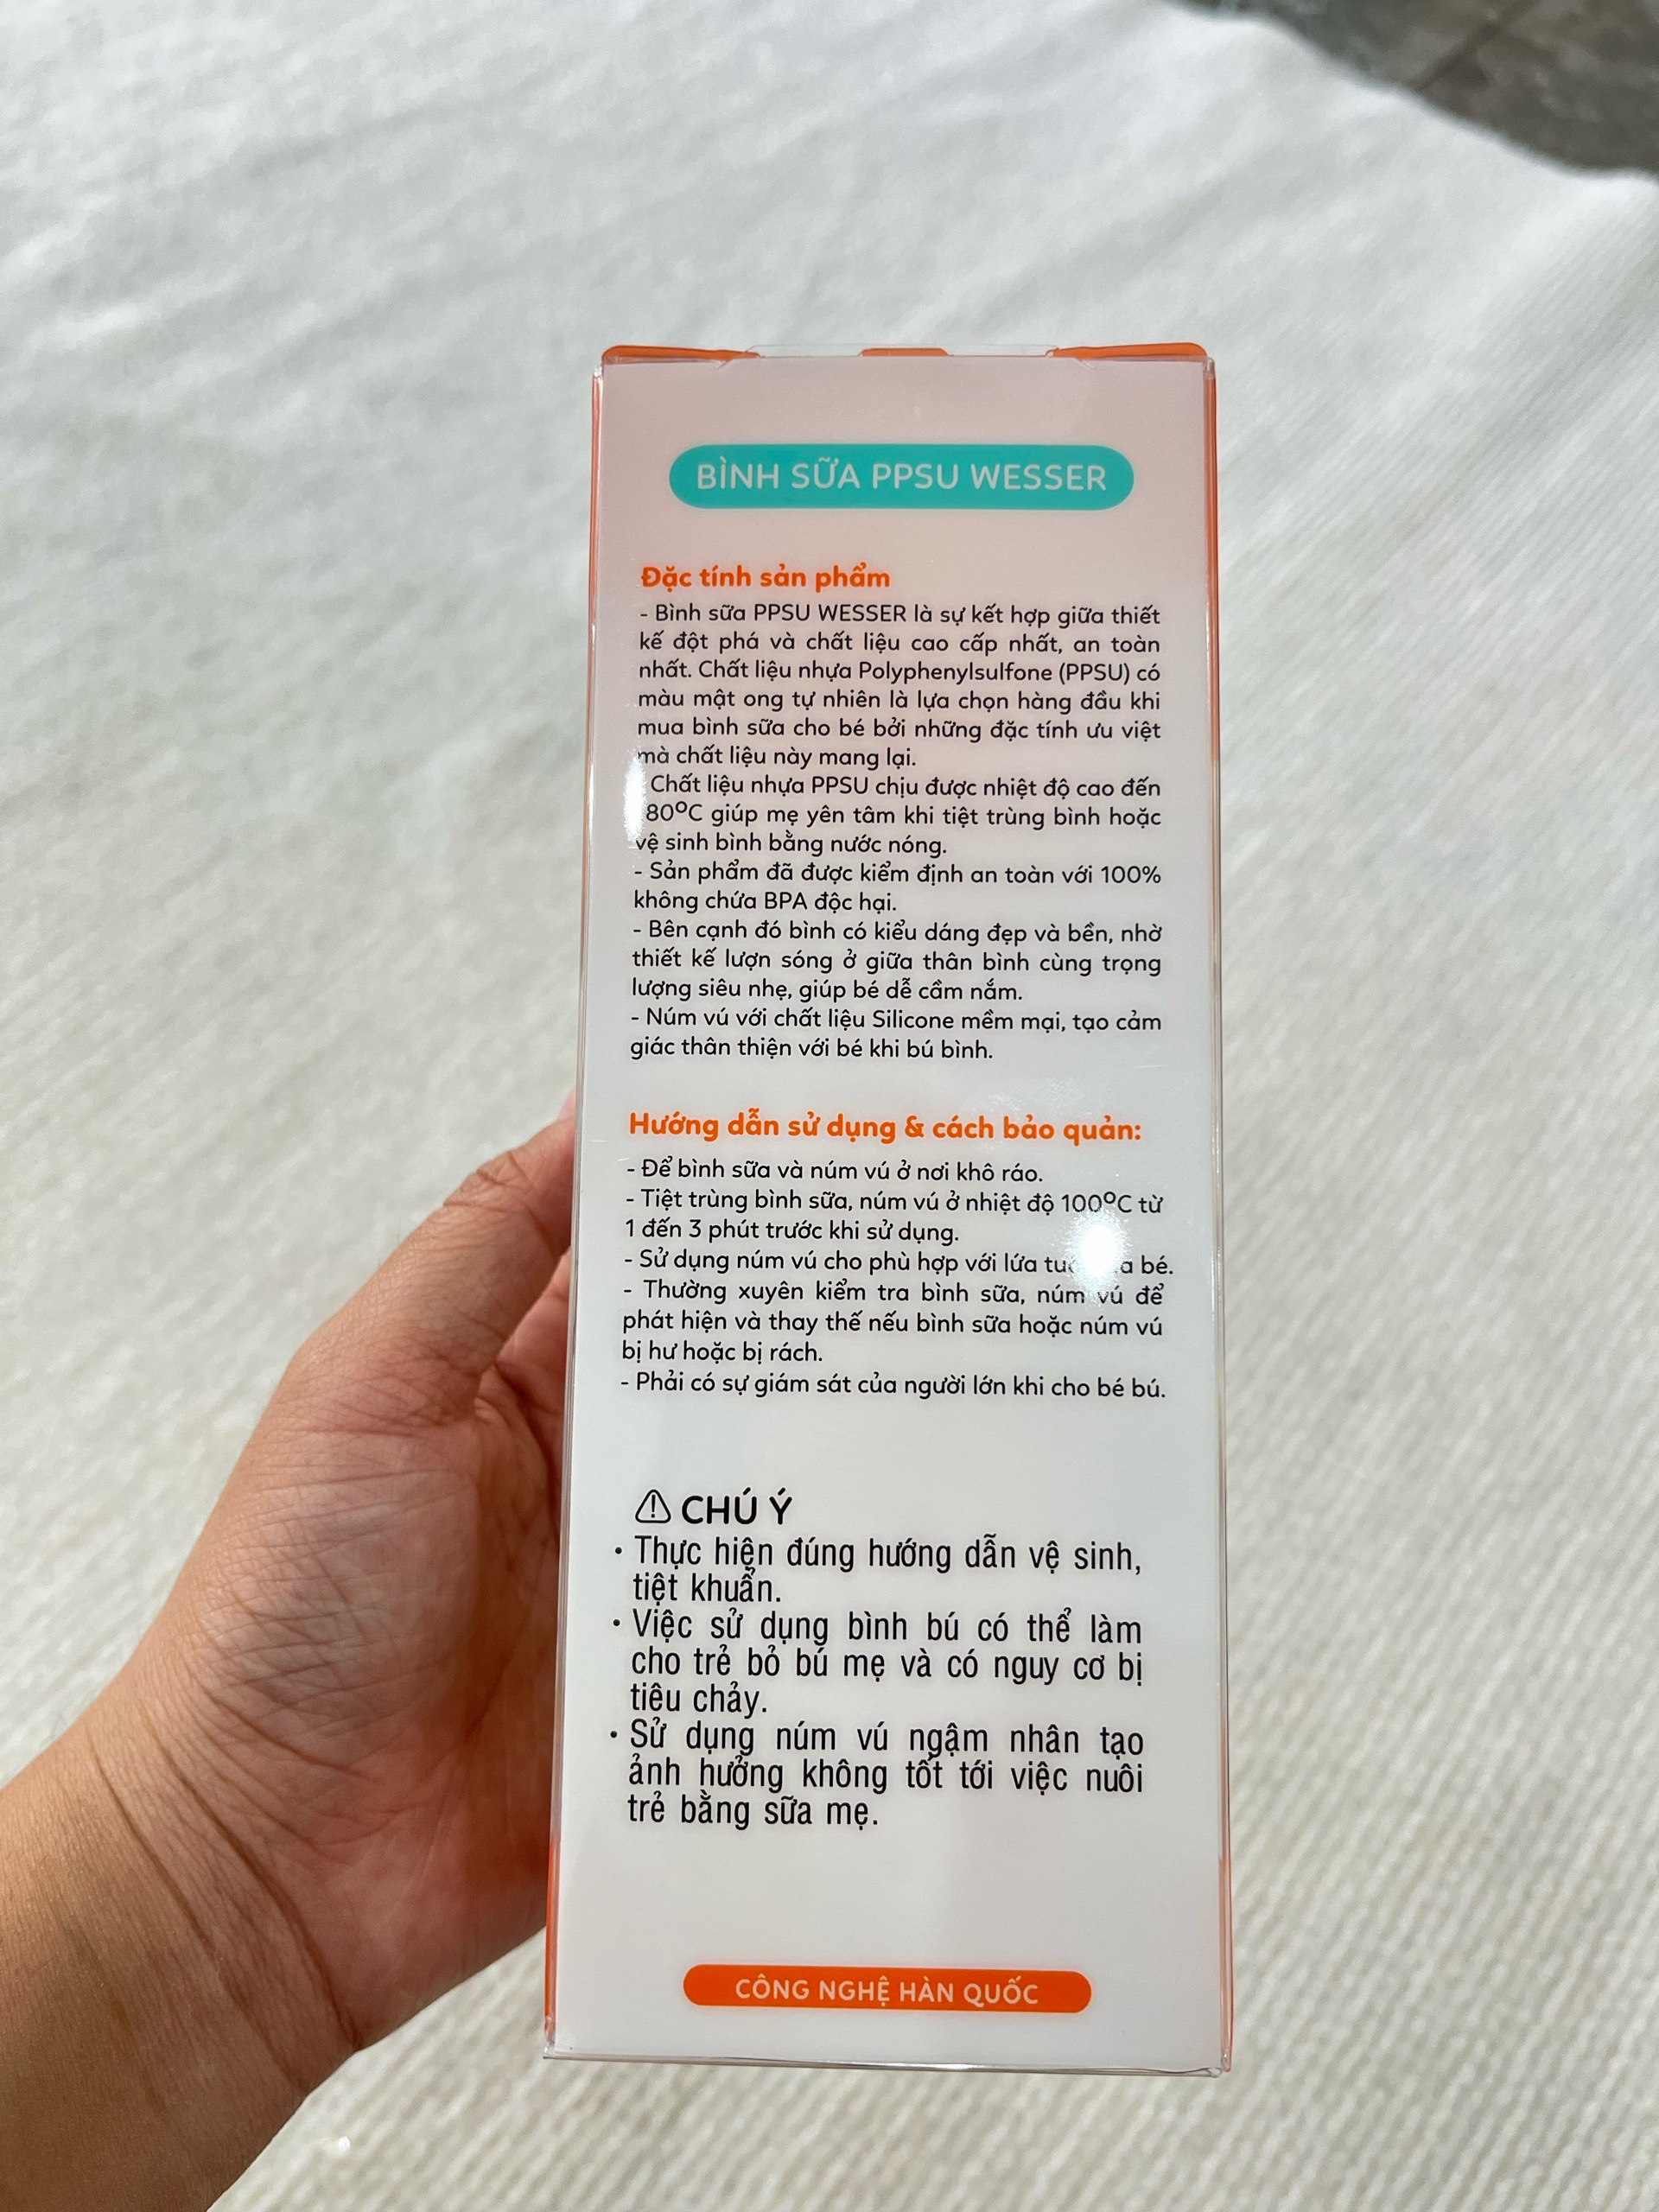 BÌNH SỮA PPSU WESSER
Đặc tính sản phẩm
- Bình sữa PPSU WESSER là sự kết hợp giữa thiết
kế đột phá và chất liệu cao cấp nhất, an toàn
nhất. Chất liệu nhựa Polyphenylsulfone (PPSU) có
màu mật ong tự nhiên là lựa chọn hàng đầu khi
mua bình sữa cho bé bởi những đặc tính ưu việt
mà chất liệu này mang lại.
Chất liệu nhựa PPSU chịu được nhiệt độ cao đến
giúp mẹ yên tâm khi tiệt trùng bình hoặc
vệ sinh bình bằng nước nóng.
- Sản phẩm đã được kiểm định an toàn với 100%
không chứa BPA độc hại.
- Bên cạnh đó bình có kiểu dáng đẹp và bền, nhờ
thiết kế lượn sóng ở giữa thân bình cùng trọng
lượng siêu nhẹ, giúp bé dễ cầm nắm.
- Núm vú với chất liệu Silicone mềm mại, tạo cảm
giác thân thiện với bé khi bú bình.
Hướng dẫn sử dụng & cách bảo quản:
- Để bình sữa và núm vú ở nơi khô ráo.
- Tiệt trùng bình sữa, núm vú ở nhiệt độ 100ºC từ
1 đến 3 phút trước khi sử dụng.
- Sử dụng núm vú cho phù hợp với lứa bé.
- Thường xuyên kiểm tra bình sữa, núm vú để
phát hiện và thay thế nếu bình sữa hoặc núm vú
bị hư hoặc bị rách.
- Phải có sự giám sát của người lớn khi cho bé bú.
⚠ CHÚ Ý
• Thực hiện đúng hướng dẫn vệ sinh,
tiệt khuẩn.
• Việc sử dụng bình bú có thể làm
cho trẻ bỏ bú mẹ và có nguy cơ bị
tiêu chảy.
• Sử dụng núm vú ngậm nhân tạo
ảnh hưởng không tốt tới việc nuôi
trẻ bằng sữa mẹ.
CÔNG NGHỆ HÀN QUỐC